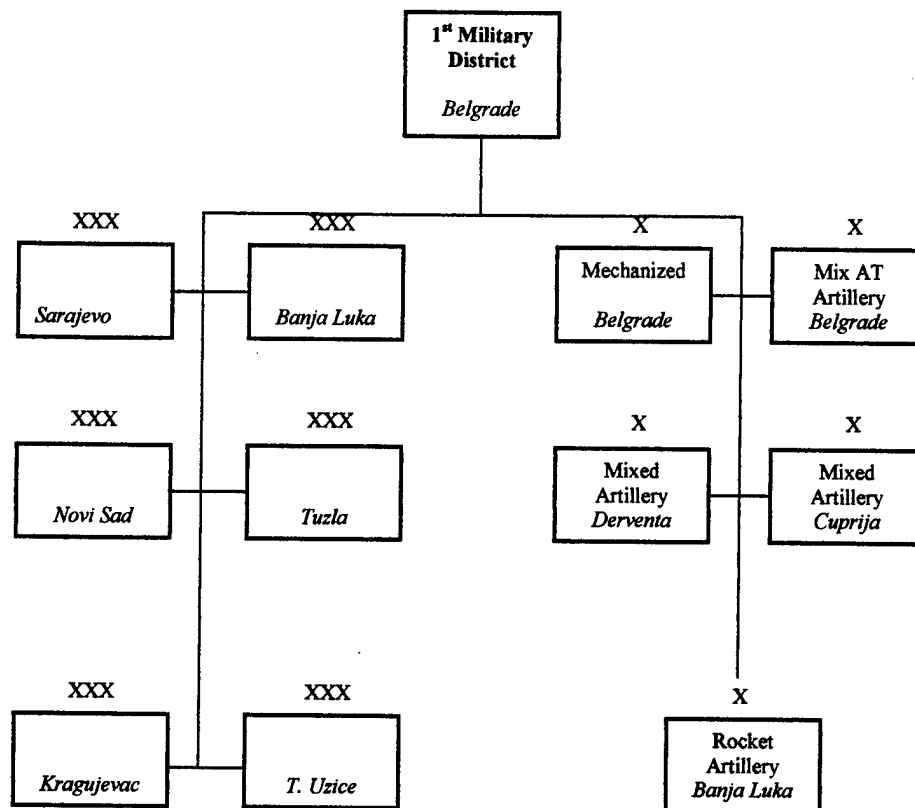 1st Military
District
Belgrade
XXX
XXX
X
X
Sarajevo
Banja Luka
Mechanized
Belgrade
Mix AT
Artillery
Belgrade
XXX
XXX
X
X
Novi Sad
Tuzla
Mixed
Artillery
Derventa
Mixed
Artillery
Cuprija
XXX
XXX
X
Kragujevac
T. Uzice
Rocket
Artillery
Banja Luka